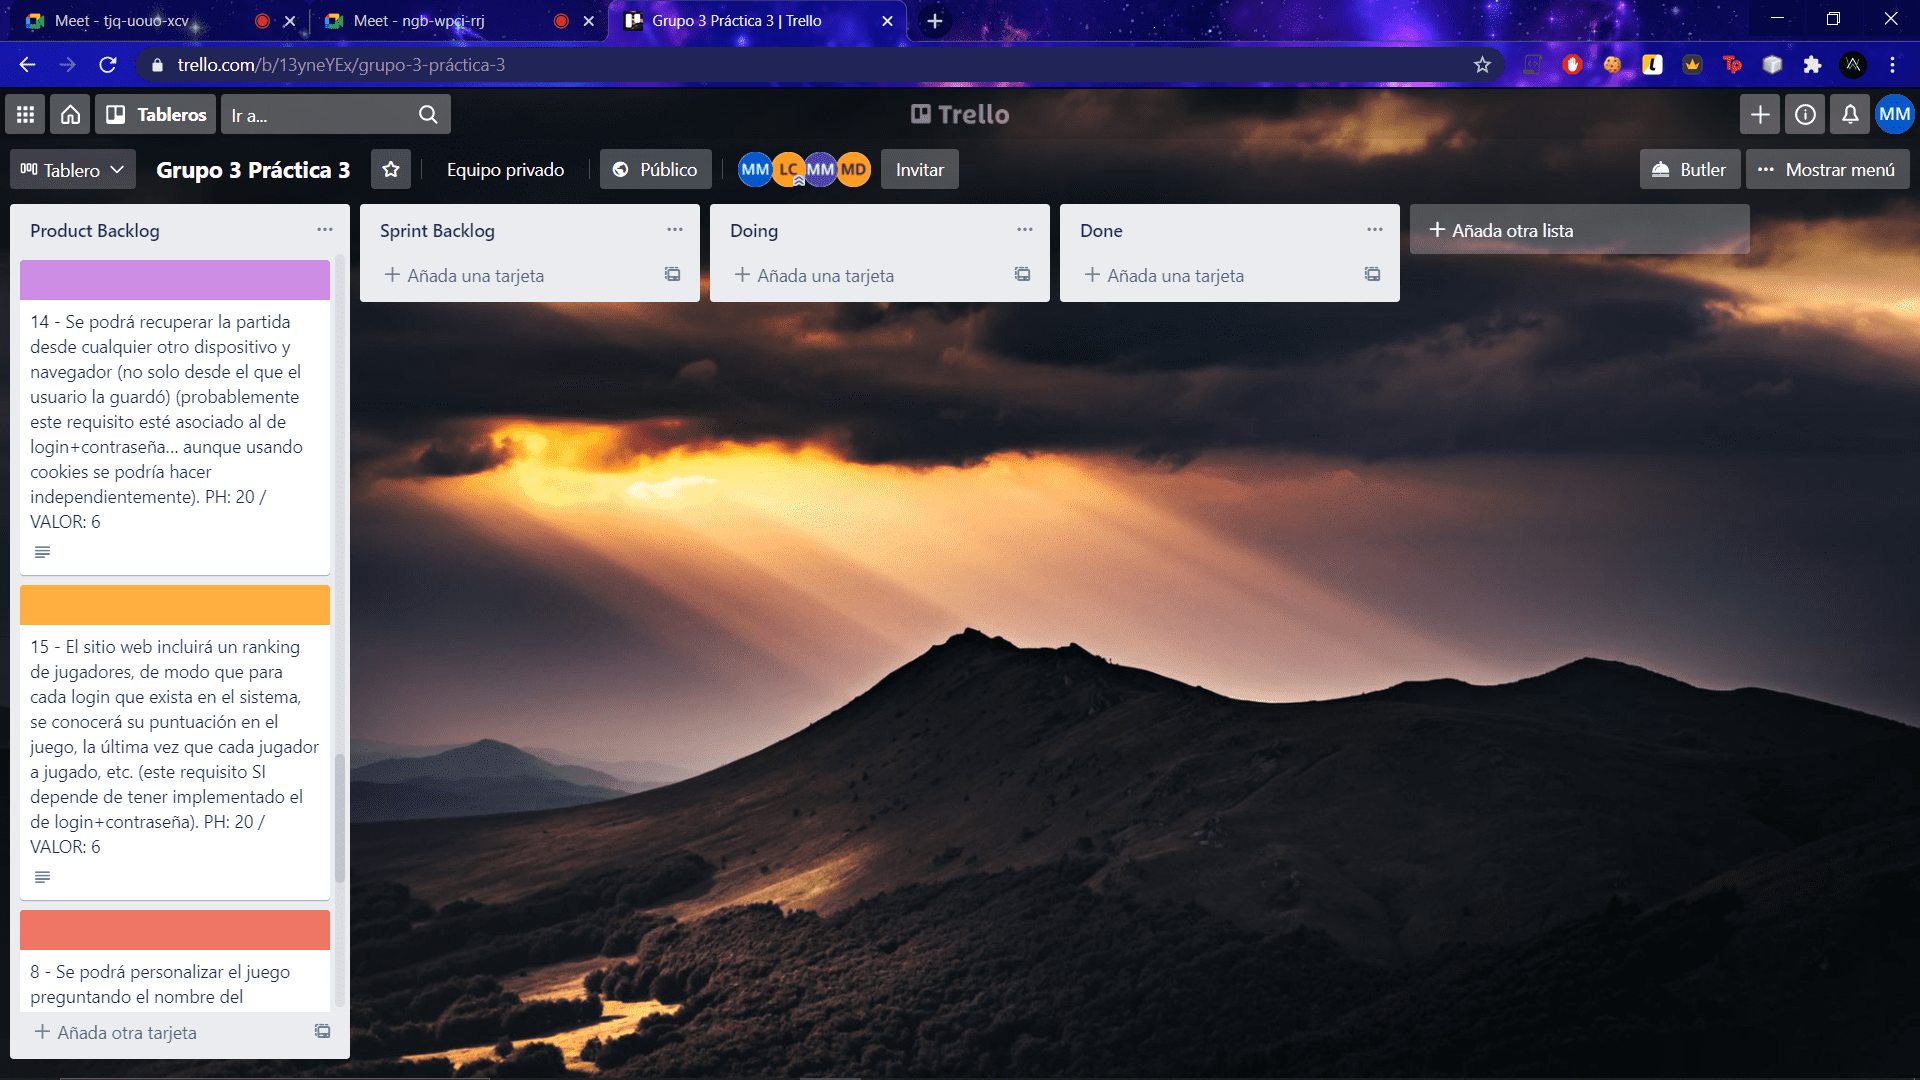 Meet - tjq-uouo-xcv
Meet - ngb-wpcj-rrj
Grupo 3 Práctica 3 | Trello
trello.com/b/13yneYEx/grupo-3-práctica-3
Tableros
Ir a...
Trello
MM
Tablero
Grupo 3 Práctica 3
Equipo privado
Público
MM LC MM MD
Invitar
Butler
Mostrar menú
Product Backlog
14 - Se podrá recuperar la partida
desde cualquier otro dispositivo y
navegador (no solo desde el que el
usuario la guardó) (probablemente
este requisito esté asociado al de
login+contraseña... aunque usando
cookies se podría hacer
independientemente). PH: 20 /
VALOR: 6
15 - El sitio web incluirá un ranking
de jugadores, de modo que para
cada login que exista en el sistema,
se conocerá su puntuación en el
juego, la última vez que cada jugador
a jugado, etc. (este requisito SI
depende de tener implementado el
de login+contraseña). PH: 20 /
VALOR: 6
8 - Se podrá personalizar el juego
preguntando el nombre del
Añada otra tarjeta
Sprint Backlog
Añada una tarjeta
Doing
Añada una tarjeta
Done
Añada una tarjeta
Añada otra lista